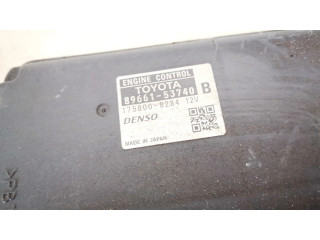 ENGINE CONTROL
TOYOTA
89661-53740 B
175800-8284 12V
DENSO
MADE IN JAPAN